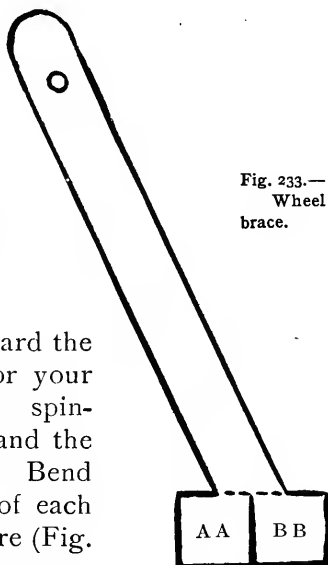 Fig. 233.—
Wheel
brace.
ard the
or your
spin-
and the
Bend
of each
re (Fig.
A A
B B